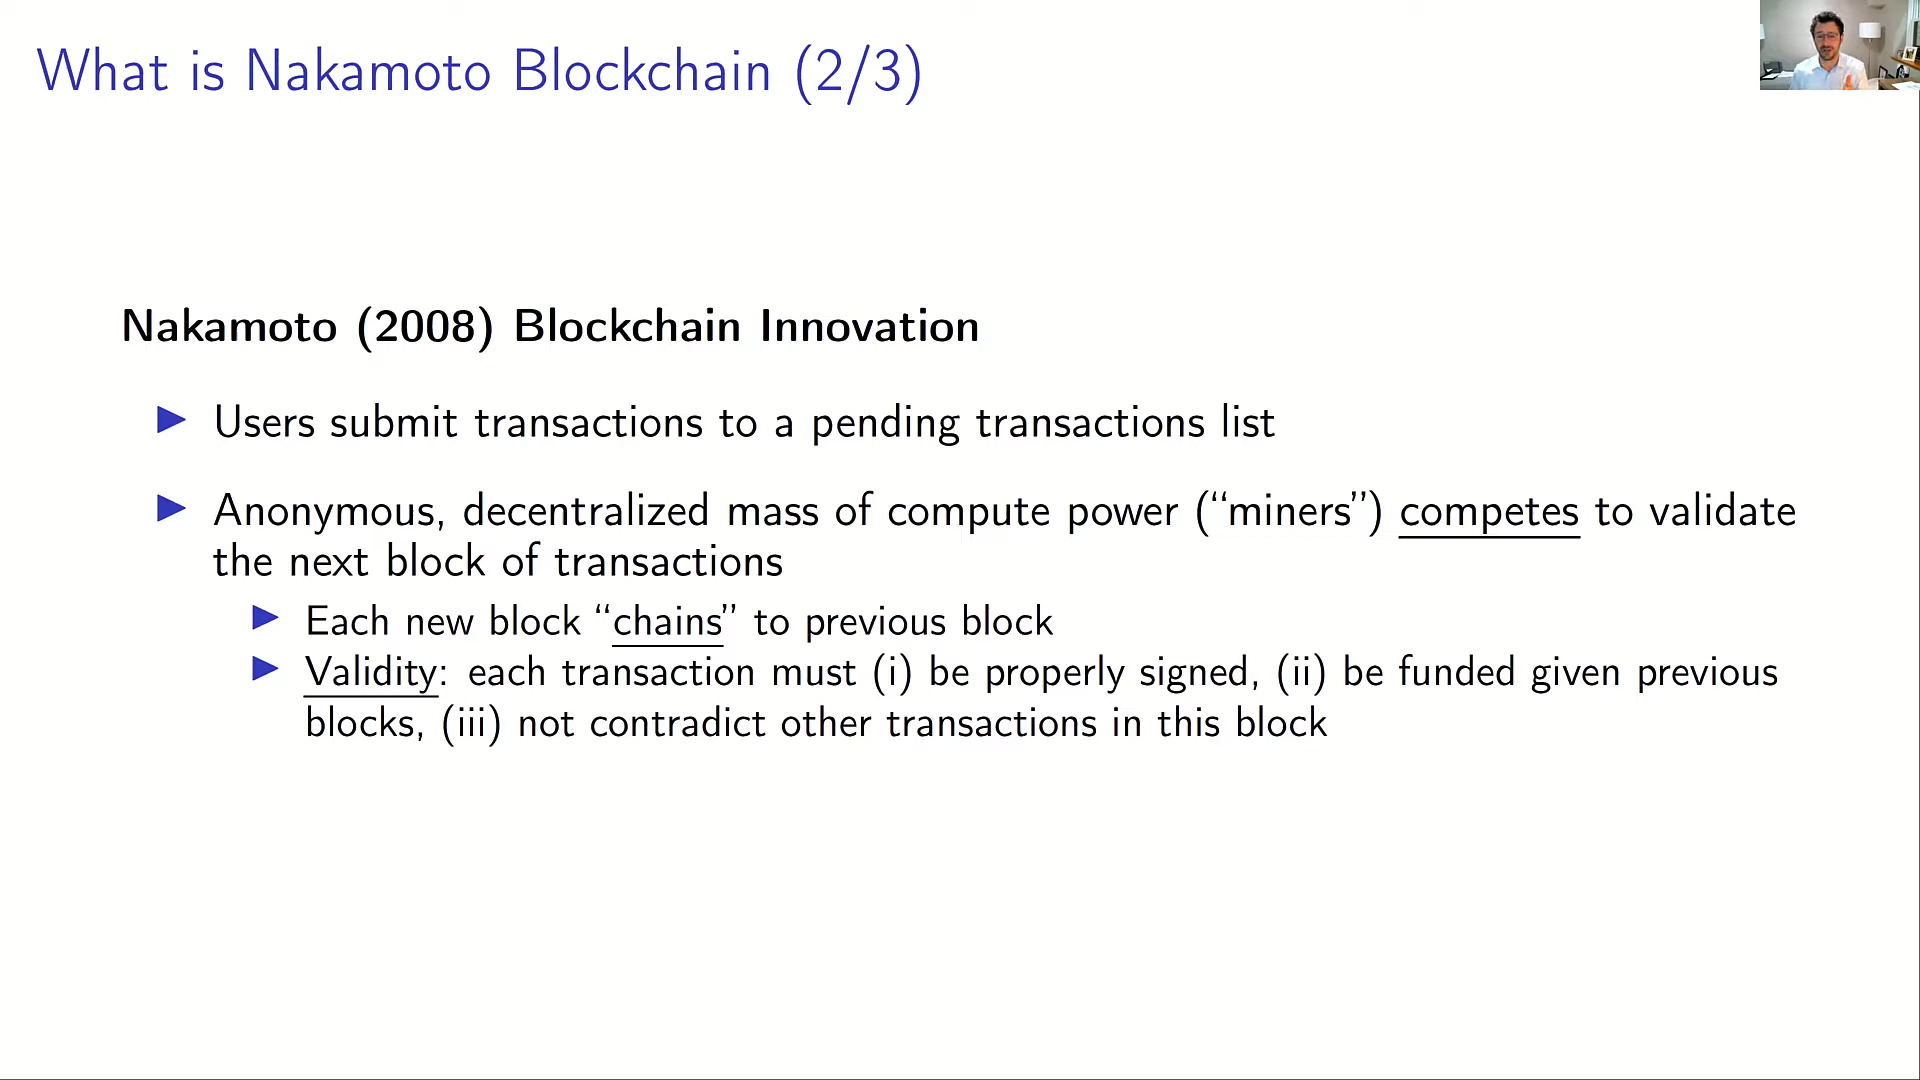 What is Nakamoto Blockchain (2/3)
Nakamoto (2008) Blockchain Innovation
Users submit transactions to a pending transactions list
Anonymous, decentralized mass of compute power (“miners”) competes to validate
the next block of transactions
Each new block “chains” to previous block
Validity: each transaction must (i) be properly signed, (ii) be funded given previous
blocks, (iii) not contradict other transactions in this block